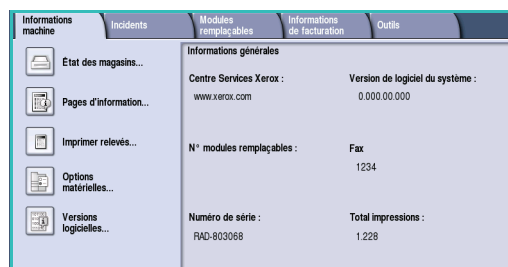 Informations machine
Incidents
Modules remplaçables
Informations de facturation
Outils
État des magasins...
Pages d'information...
Imprimer relevés...
Options matérielles...
Versions logicielles...
Informations générales
Centre Services Xerox :
www.xerox.com
Version de logiciel du système :
0.000.00.000
N° modules remplaçables :
Fax
1234
Numéro de série :
RAD-803068
Total impressions :
1.228